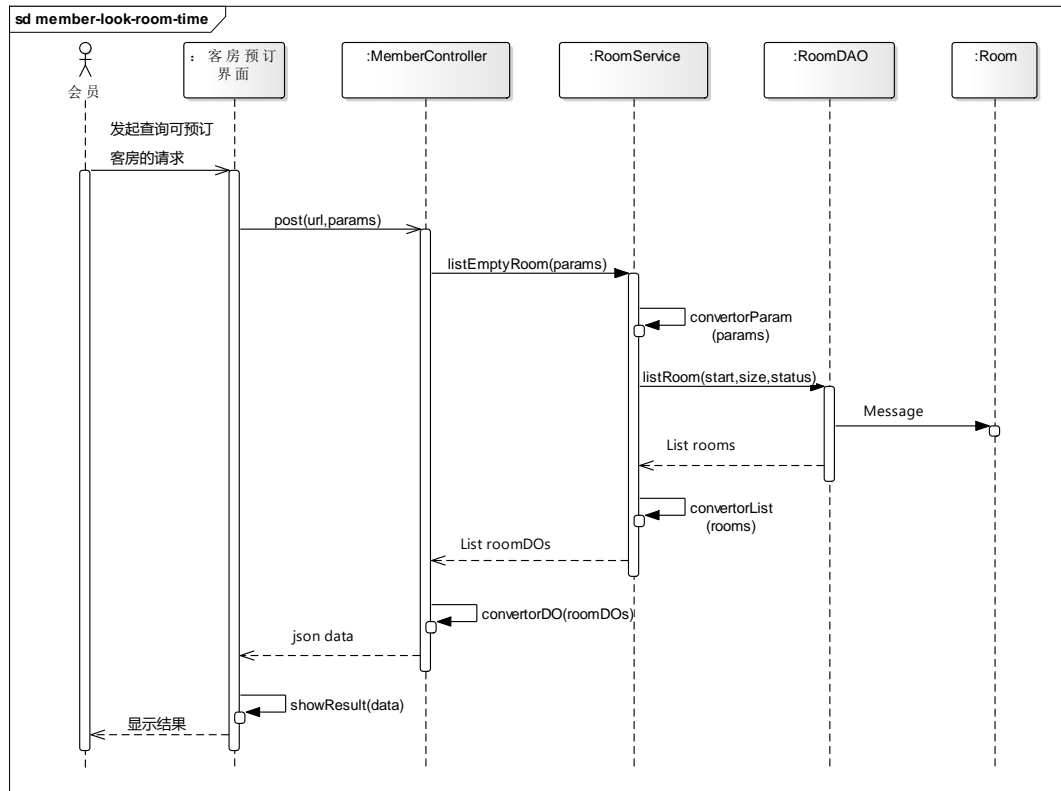 sd member-look-room-time
会 员
: 客 房 预 订
界 面
:MemberController
:RoomService
:RoomDAO
:Room
发起查询可预订
客房的请求
post(url,params)
listEmptyRoom(params)
convertorParam
(params)
listRoom(start,size,status)
Message
List rooms
convertorList
(rooms)
List roomDOs
convertorDO(roomDOs)
json data
showResult(data)
显示结果